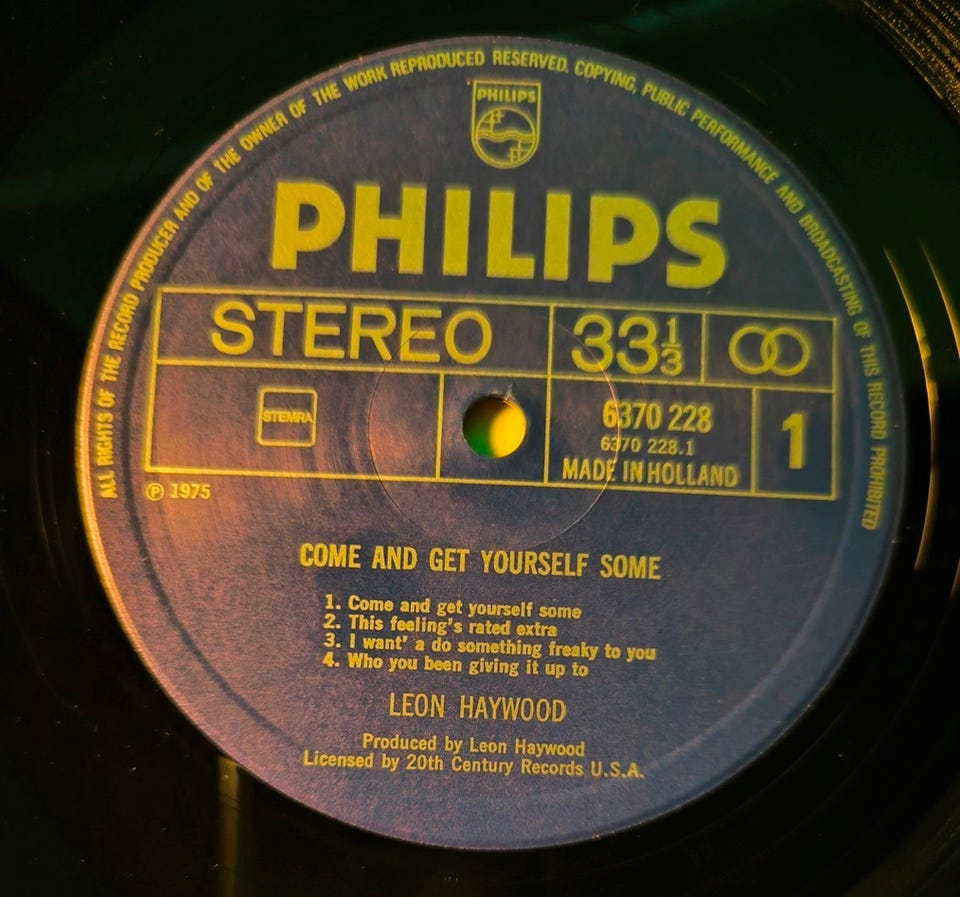 ALL RIGHTS OF THE RECORD PRODUCER AND OF THE OWNER OF THE WORK REPRODUCED RESERVED. COPYING, PUBLIC PERFORMANCE AND BROADCASTING OF THIS RECORD PROHIBITED
PHILIPS
PHILIPS
STEREO
33 1/3
STEMRA
6370 228
6370 228.1
MADE IN HOLLAND
1
℗ 1975
COME AND GET YOURSELF SOME
1. Come and get yourself some
2. This feeling's rated extra
3. I want' a do something freaky to you
4. Who you been giving it up to
LEON HAYWOOD
Produced by Leon Haywood
Licensed by 20th Century Records U.S.A.